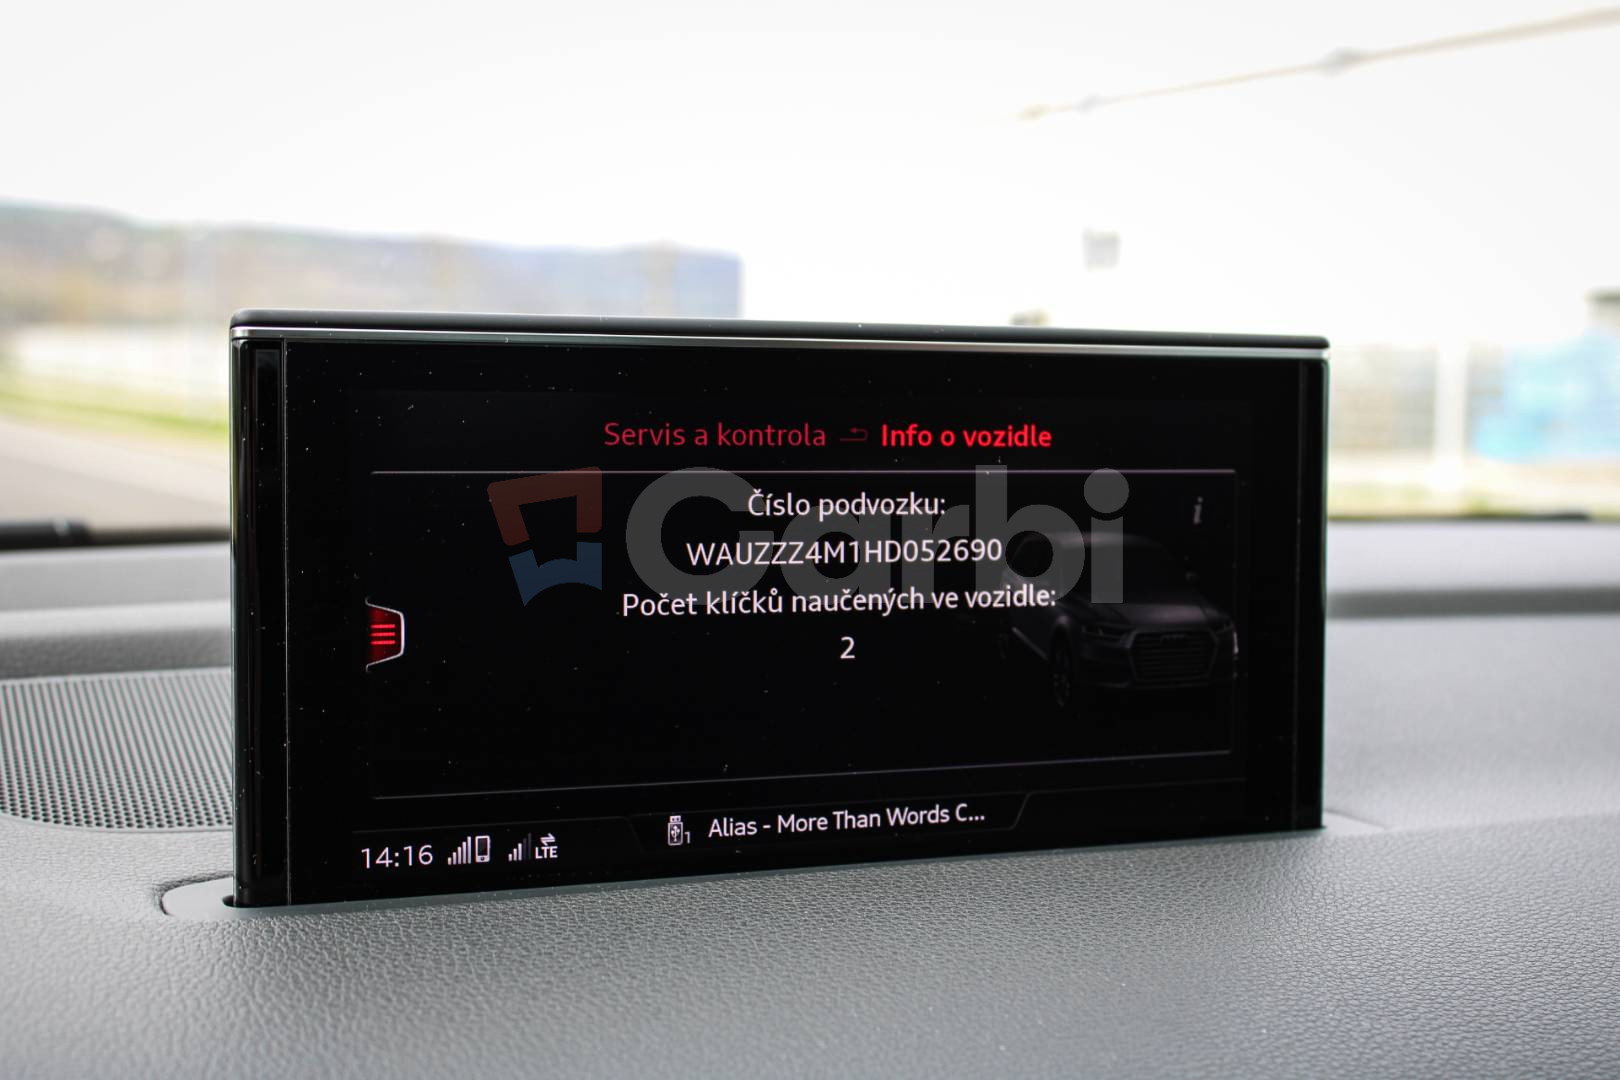 Servis a kontrola Info o vozidle
Číslo podvozku:
WAUZZZ4M1HD052690
Počet klíčků naučených ve vozidle:
2
Garbi
14:16 LTE 1 Alias - More Than Words C...